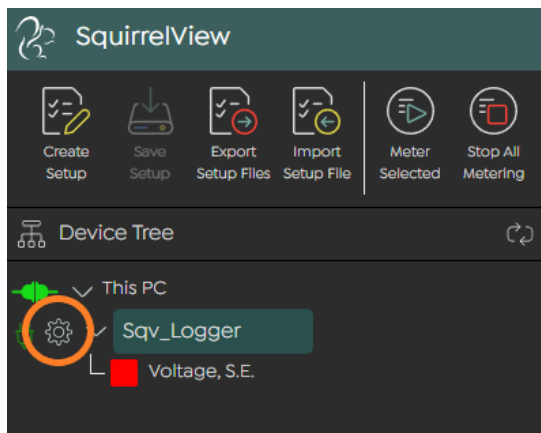 SquirrelView
Create Setup
Save Setup
Export Setup Files
Import Setup File
Meter Selected
Stop All Metering
Device Tree
This PC
Sqv_Logger
Voltage, S.E.